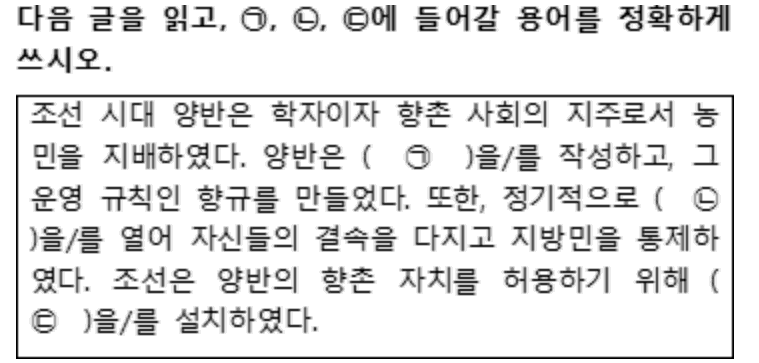 다음 글을 읽고, ㉠, ㉡, ㉢에 들어갈 용어를 정확하게
쓰시오.
조선 시대 양반은 학자이자 향촌 사회의 지주로서 농
민을 지배하였다. 양반은 ( ㉠ )을/를 작성하고, 그
운영 규칙인 향규를 만들었다. 또한, 정기적으로 ( ㉡
)을/를 열어 자신들의 결속을 다지고 지방민을 통제하
였다. 조선은 양반의 향촌 자치를 허용하기 위해 (
㉢ )을/를 설치하였다.